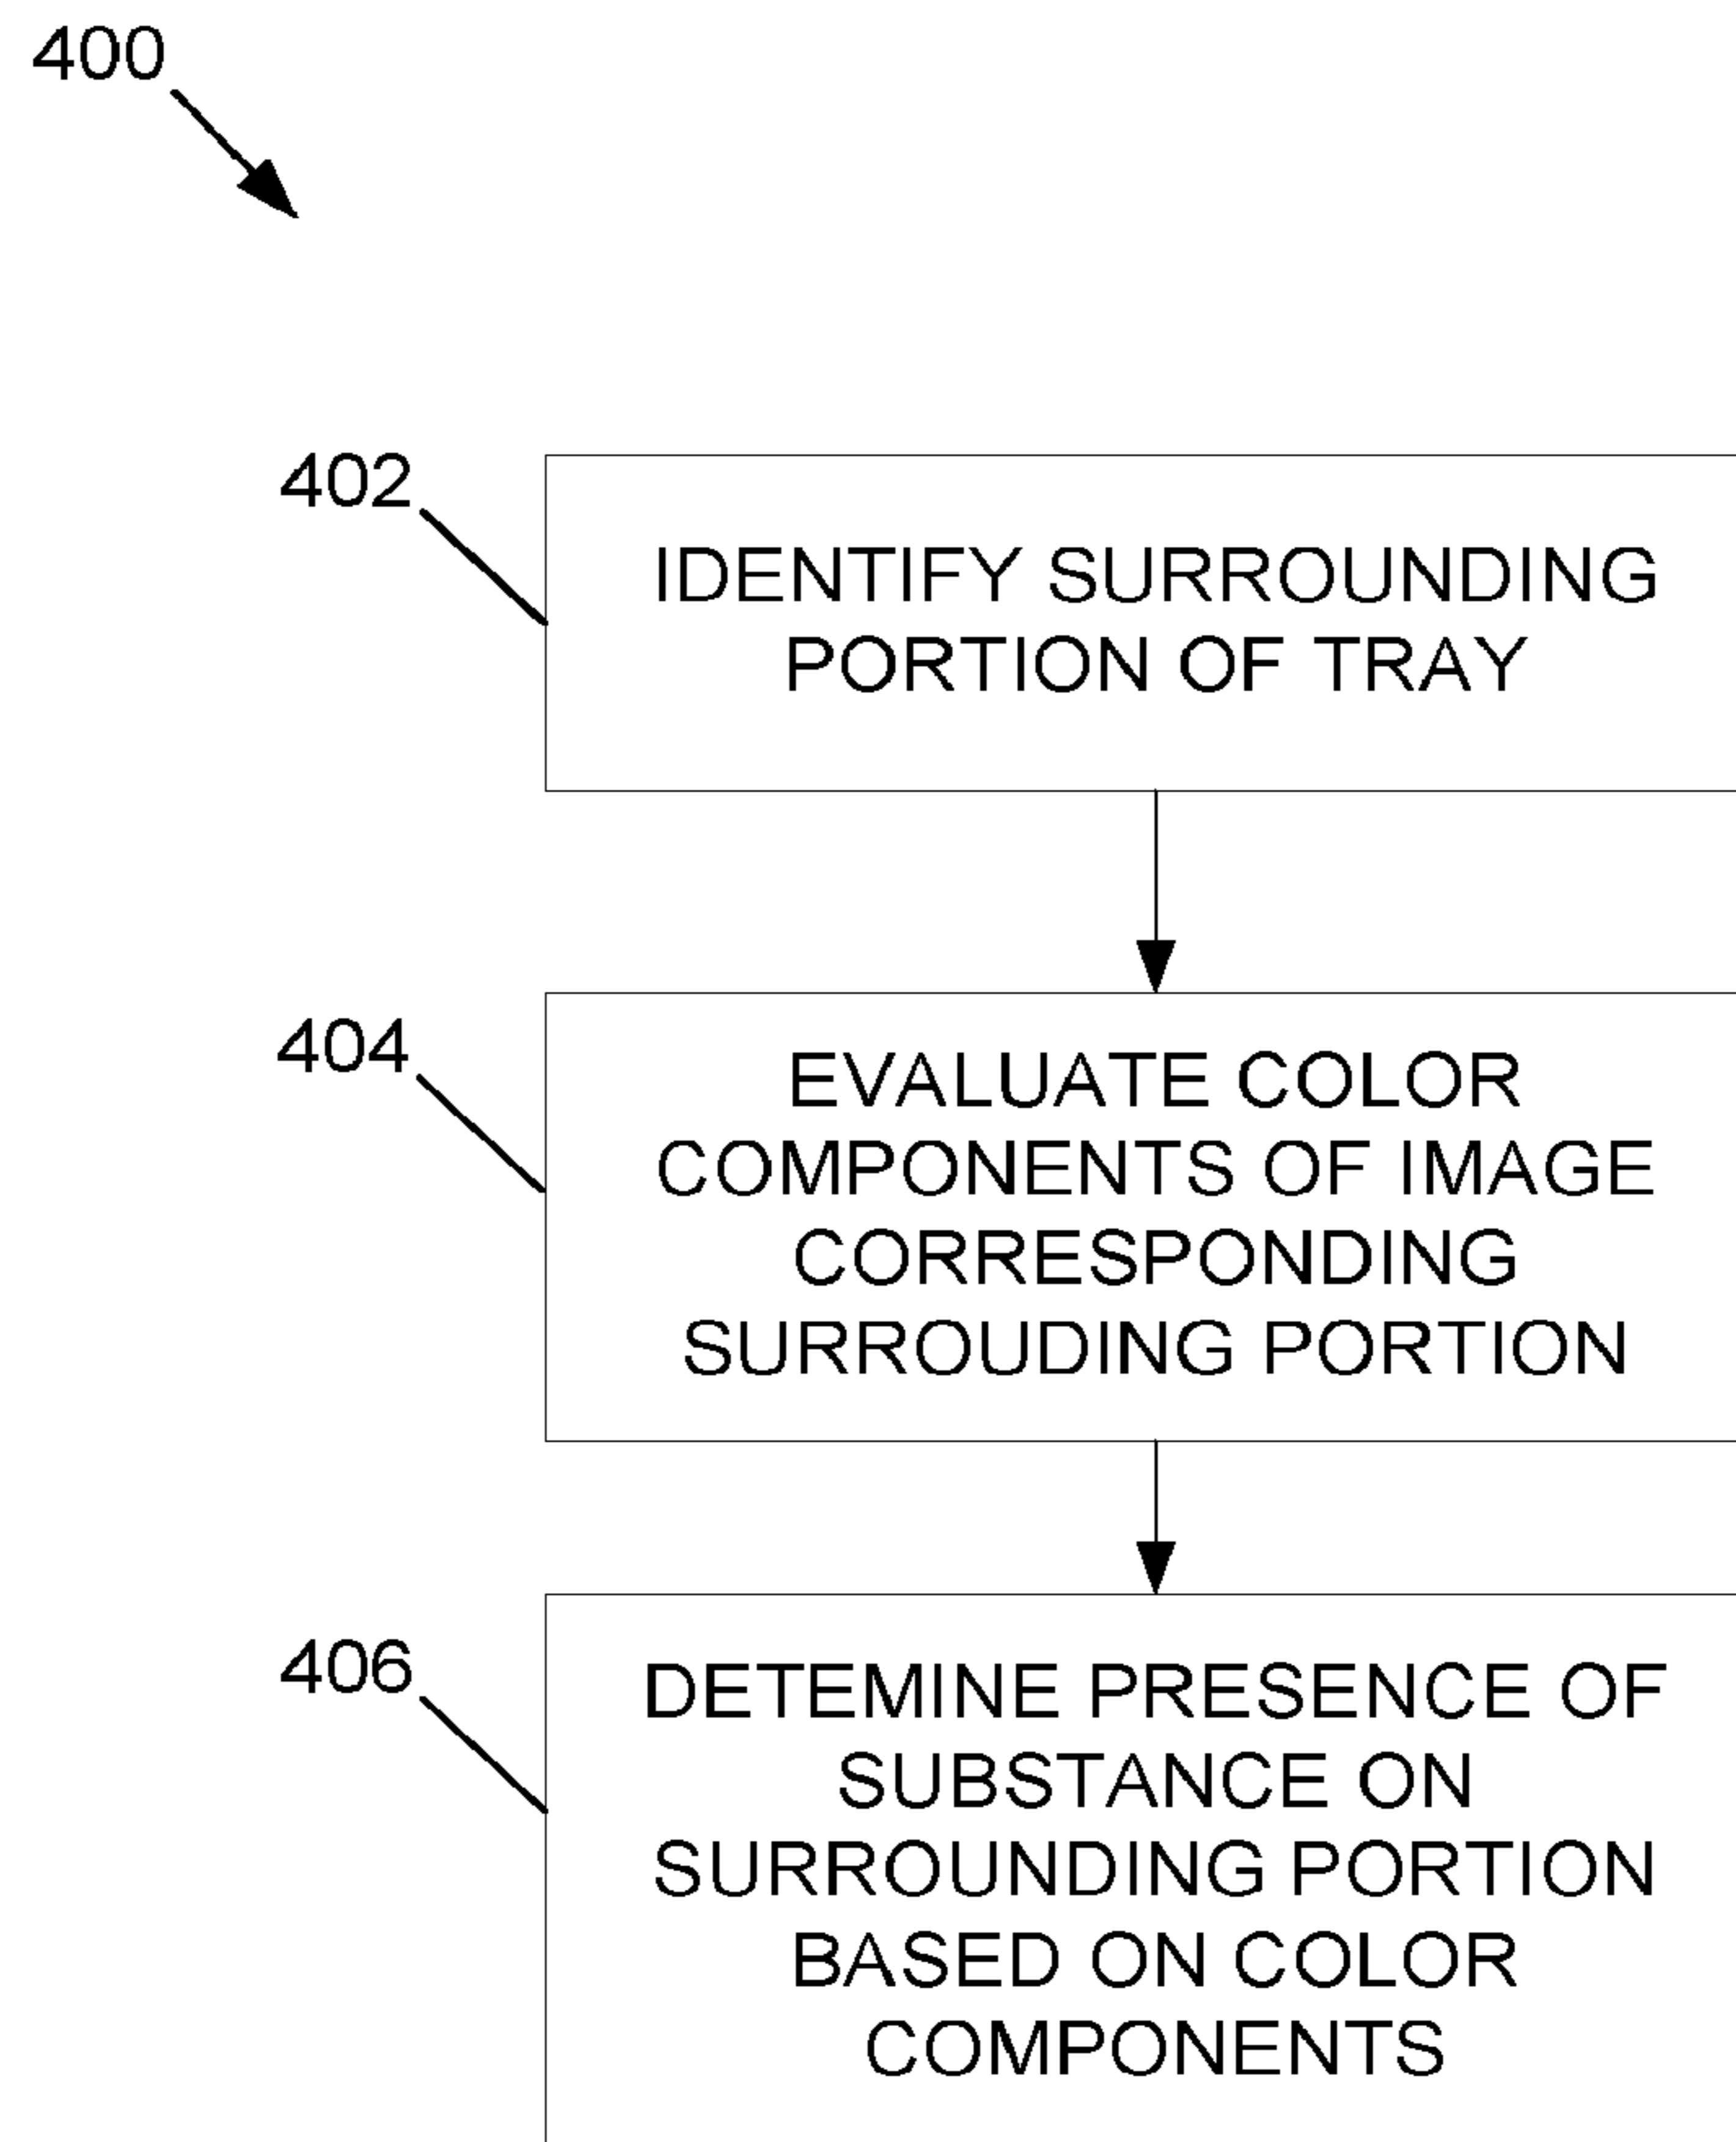 400
402
IDENTIFY SURROUNDING
PORTION OF TRAY
404
EVALUATE COLOR
COMPONENTS OF IMAGE
CORRESPONDING
SURROUDING PORTION
406
DETEMINE PRESENCE OF
SUBSTANCE ON
SURROUNDING PORTION
BASED ON COLOR
COMPONENTS